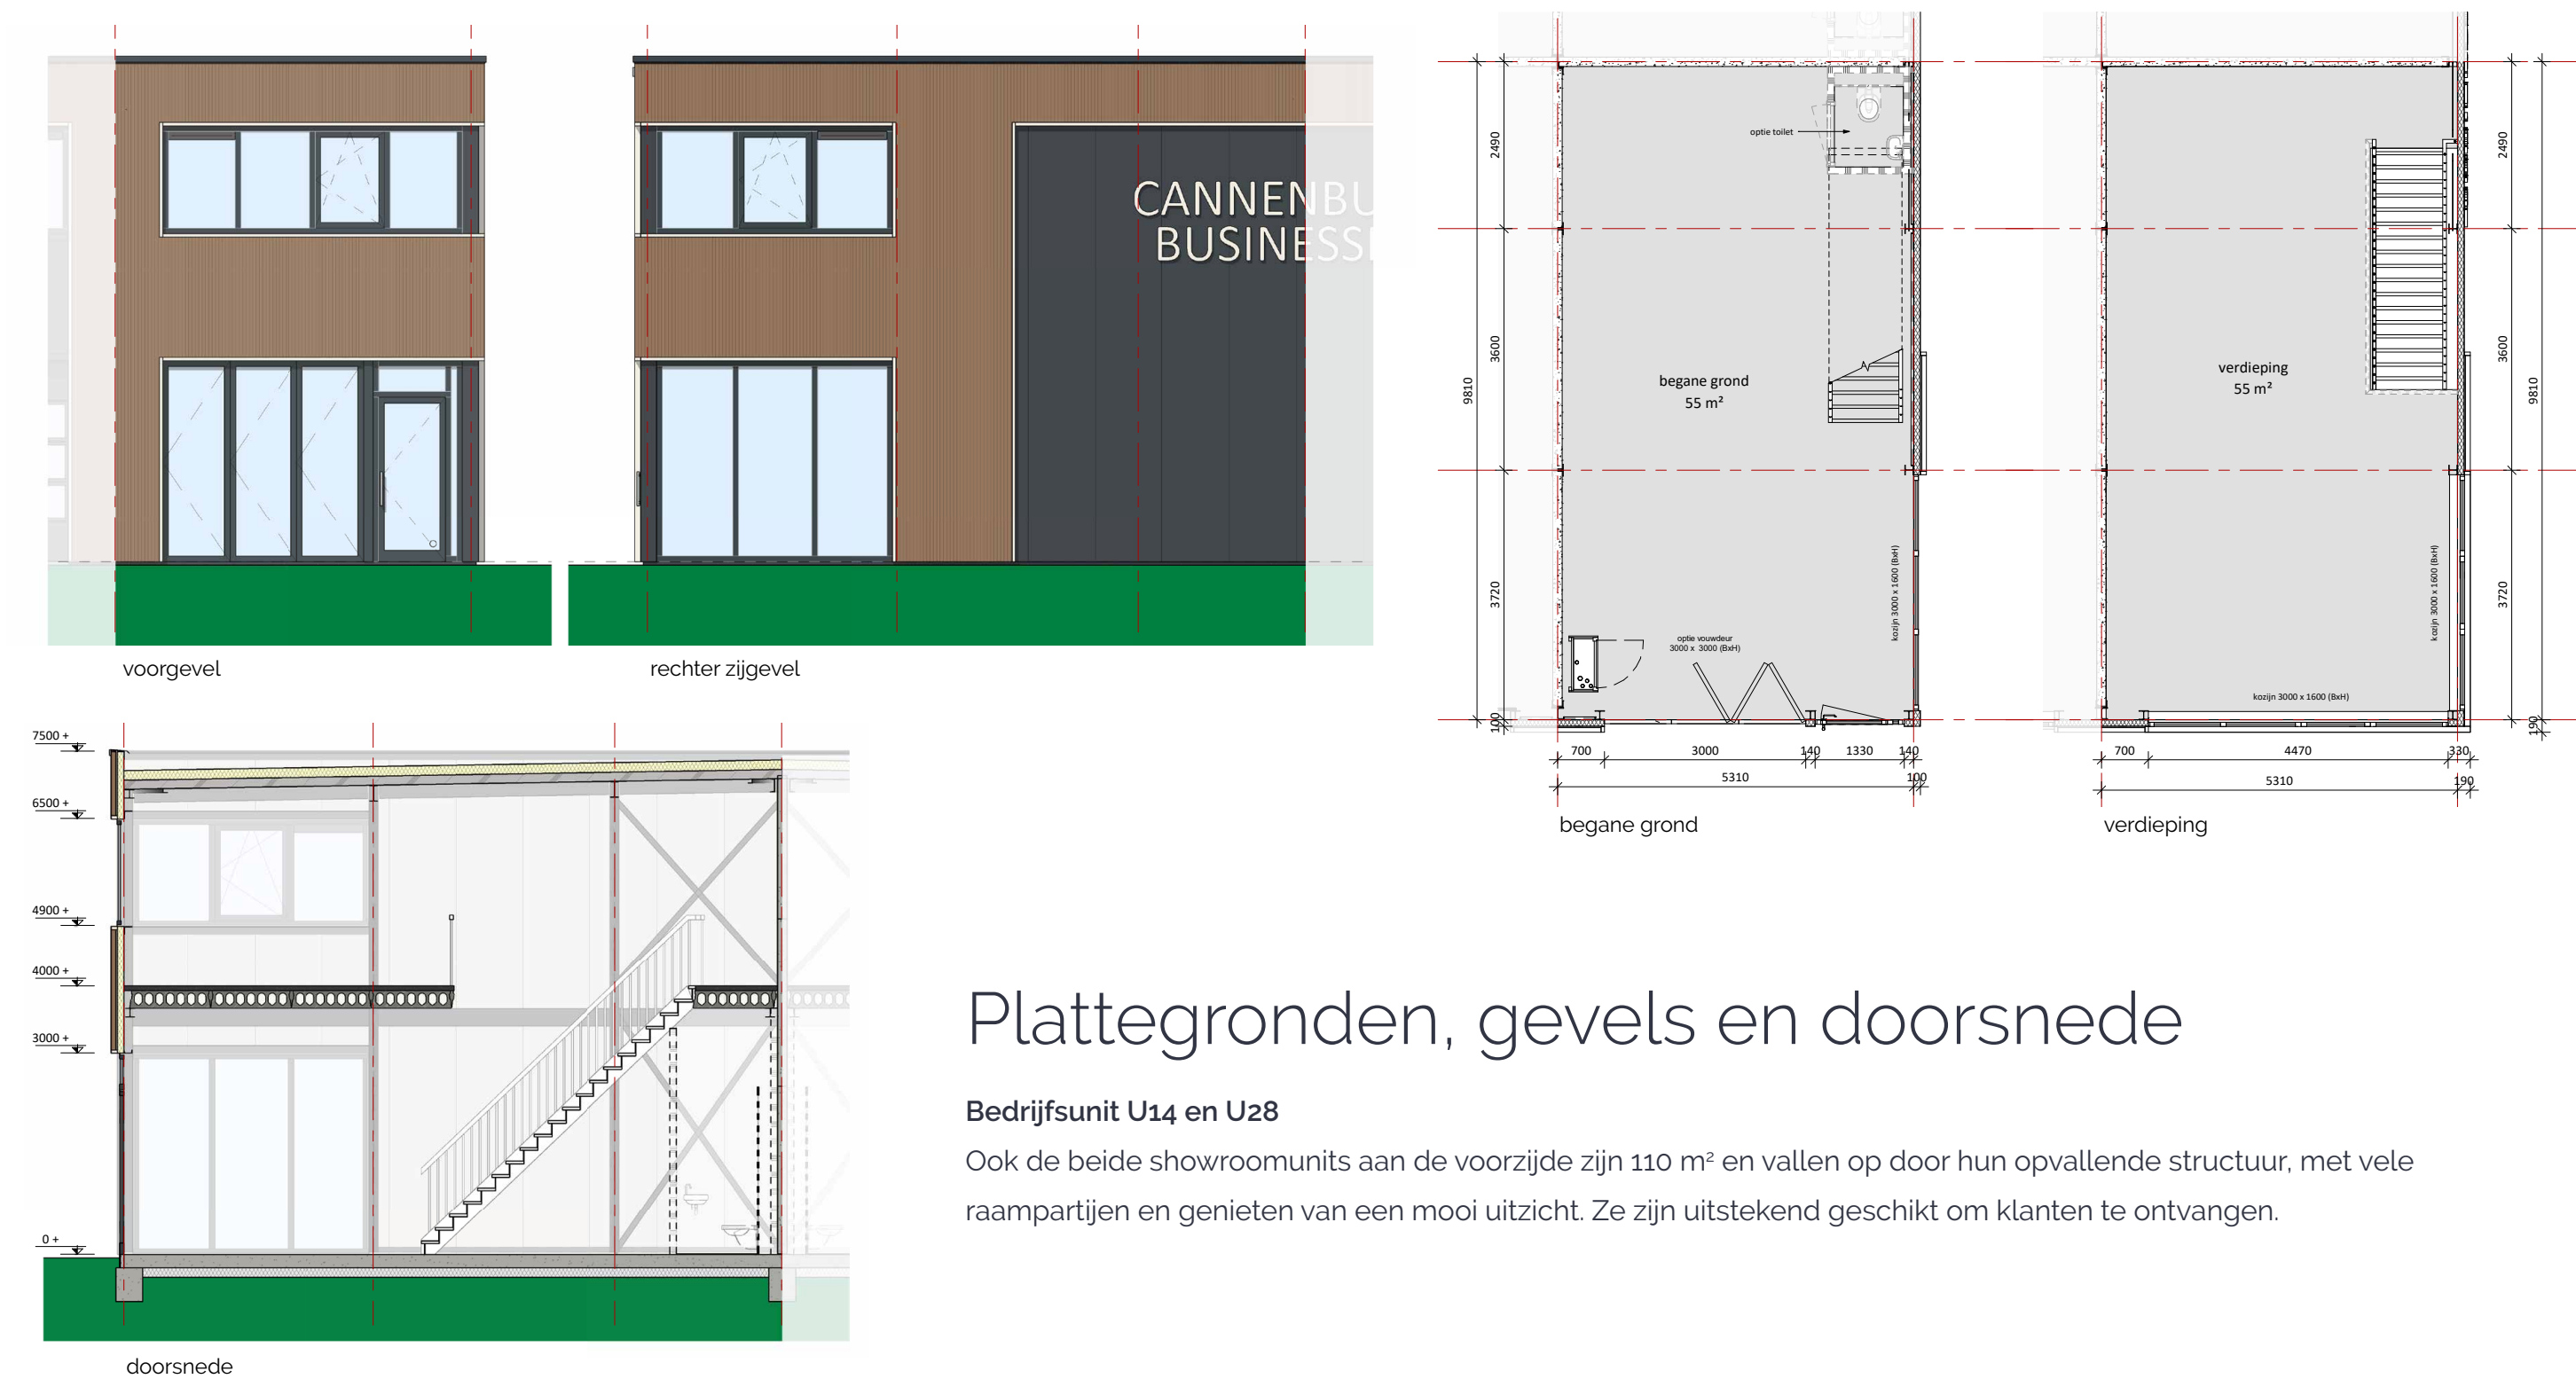 CANNENBU
BUSINESS
voorgevel
rechter zijgevel
optie toilet
begane grond
55 m²
optie vouwdeur
3000 x 3000 (BxH)
kozijn 3000 x 1600 (BxH)
2490
3600
3720
9810
100
700
3000
140
1330
140
5310
100
begane grond
verdieping
55 m²
kozijn 3000 x 1600 (BxH)
kozijn 3000 x 1600 (BxH)
2490
3600
3720
9810
190
700
4470
330
5310
190
verdieping
7500 +
6500 +
4900 +
4000 +
3000 +
0 +
doorsnede
Plattegronden, gevels en doorsnede
Bedrijfsunit U14 en U28
Ook de beide showroomunits aan de voorzijde zijn 110 m² en vallen op door hun opvallende structuur, met vele
raampartijen en genieten van een mooi uitzicht. Ze zijn uitstekend geschikt om klanten te ontvangen.